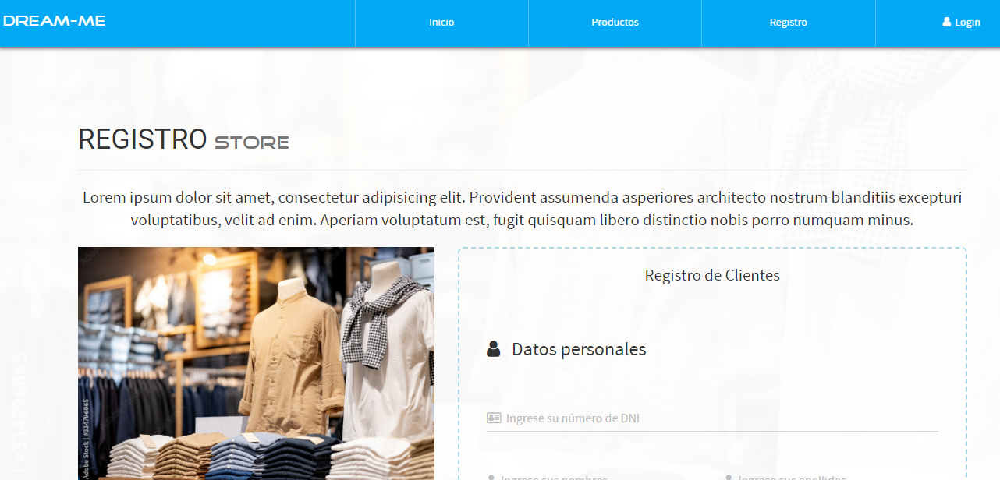 DREAM-ME
Inicio
Productos
Registro
Login
REGISTRO STORE
Lorem ipsum dolor sit amet, consectetur adipisicing elit. Provident assumenda asperiores architecto nostrum blanditiis excepturi
voluptatibus, velit ad enim. Aperiam voluptatum est, fugit quisquam libero distinctio nobis porro numquam minus.
Registro de Clientes
Datos personales
Ingrese su número de DNI
Ingrese sus nombres
Ingrese sus apellidos
Adobe Stock | #334796865